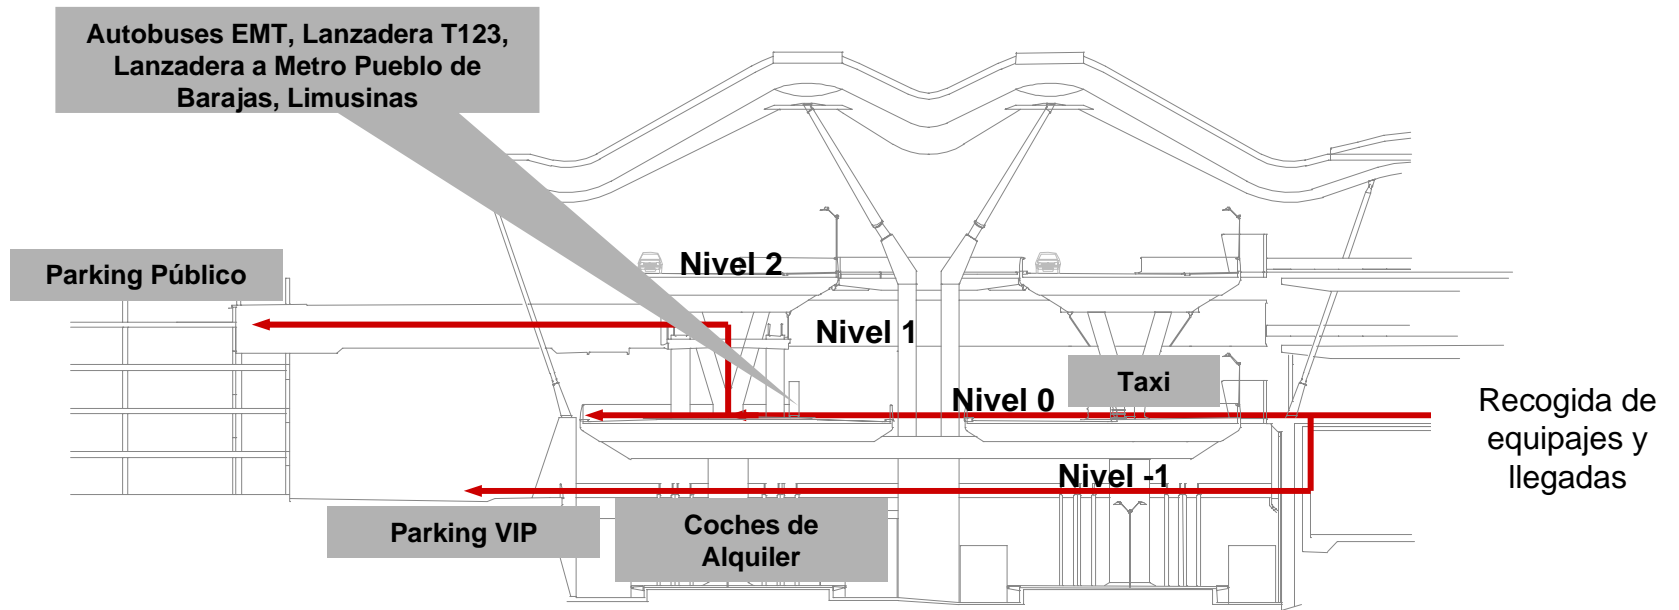 Autobuses EMT, Lanzadera T123,
Lanzadera a Metro Pueblo de
Barajas, Limusinas
Parking Público
Nivel 2
Nivel 1
Taxi
Nivel 0
Recogida de
equipajes y
llegadas
Nivel -1
Parking VIP
Coches de
Alquiler